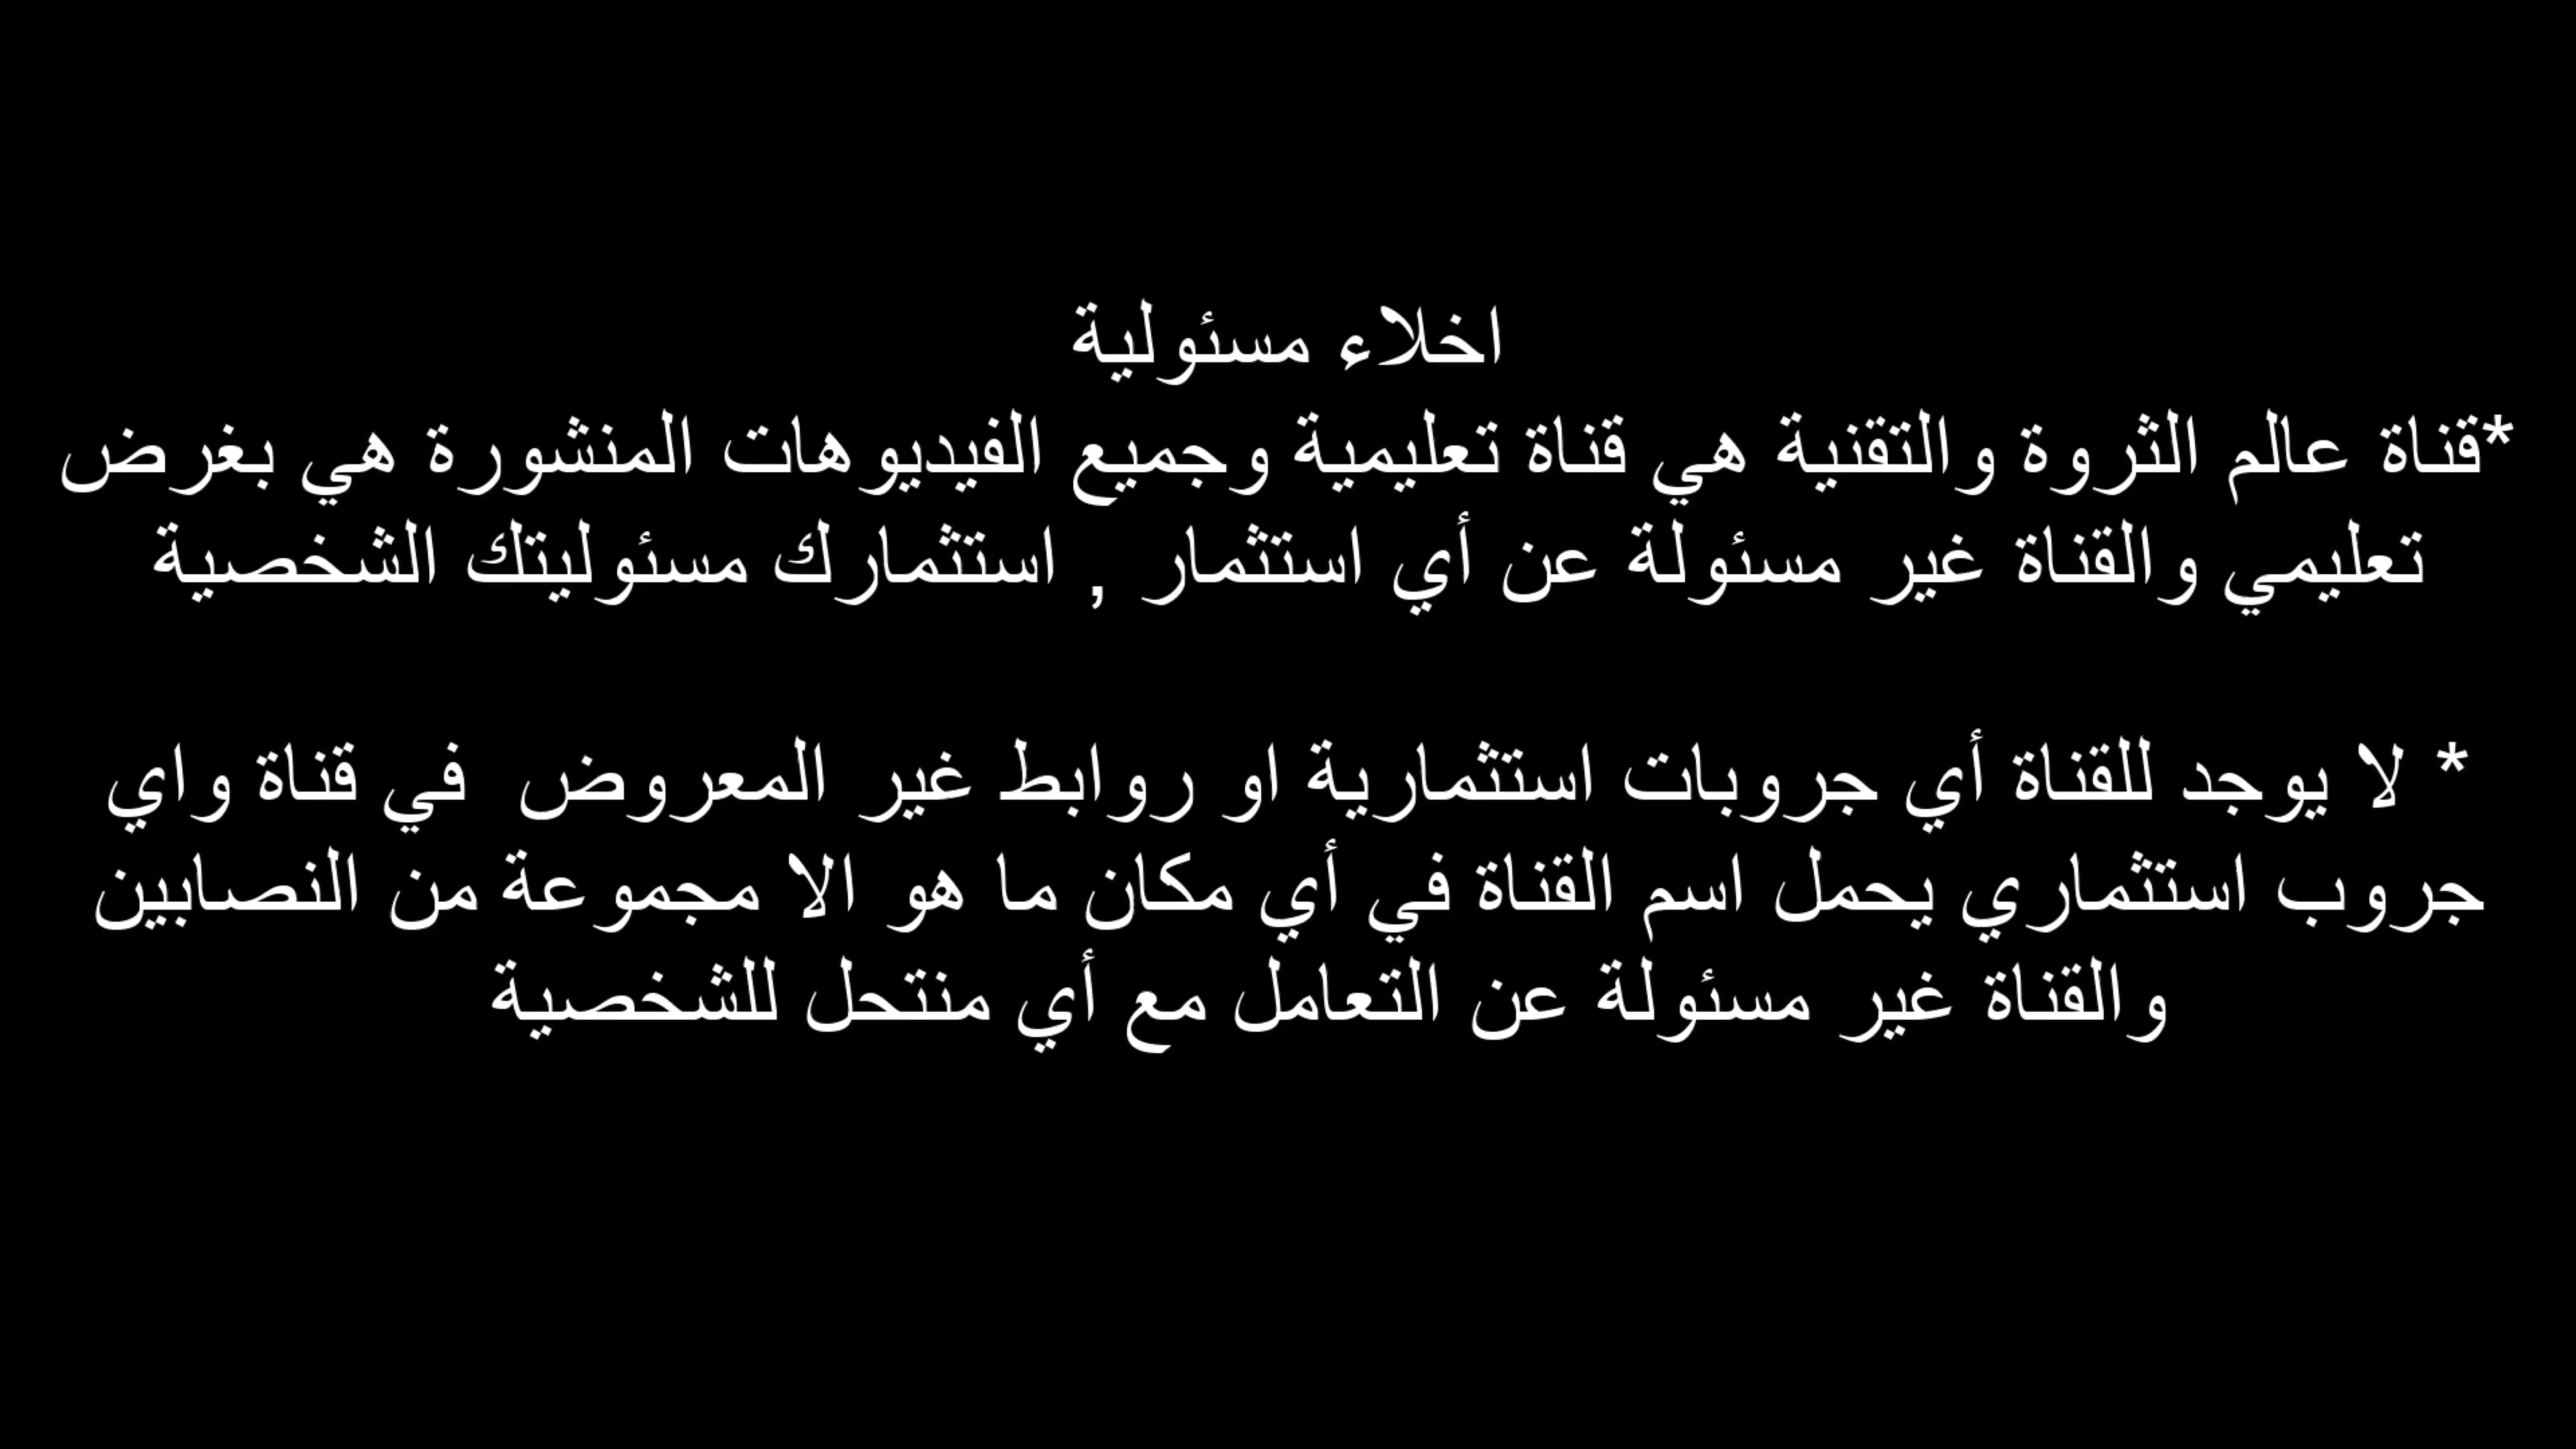 اخلاء مسئولية
*قناة عالم الثروة والتقنية هي قناة تعليمية وجميع الفيديوهات المنشورة هي بغرض
تعليمي والقناة غير مسئولة عن أي استثمار , استثمارك مسئوليتك الشخصية
* لا يوجد للقناة أي جروبات استثمارية او روابط غير المعروض في قناة واي
جروب استثماري يحمل اسم القناة في أي مكان ما هو الا مجموعة من النصابين
والقناة غير مسئولة عن التعامل مع أي منتحل للشخصية